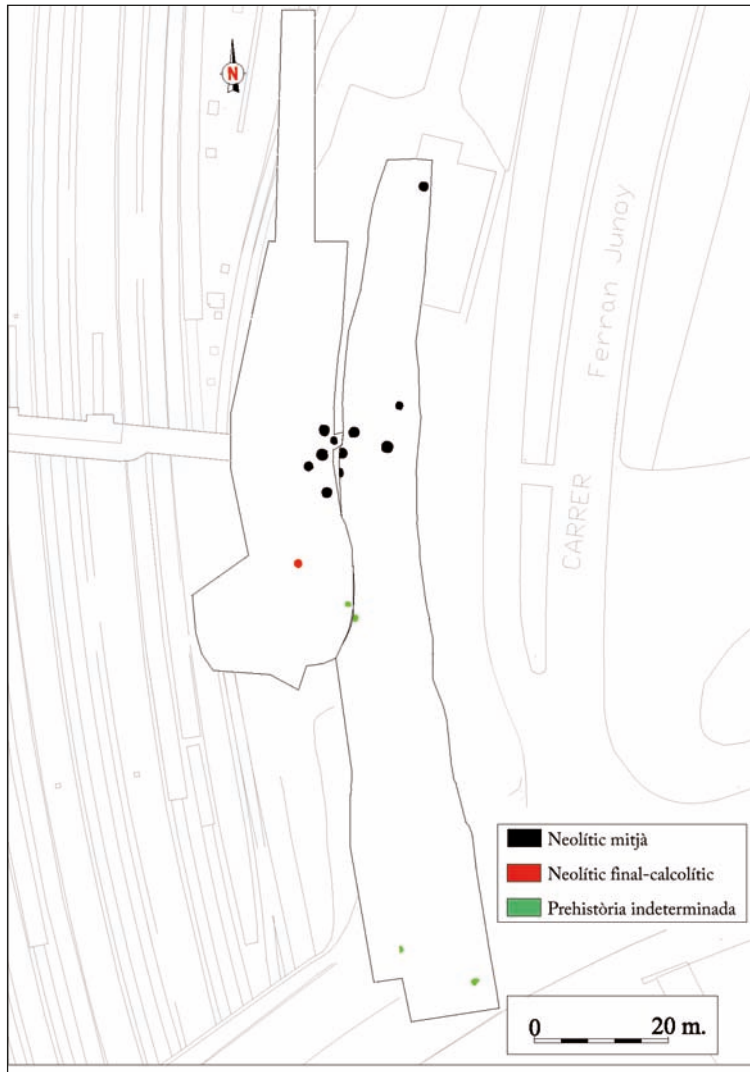 N
CARRER Ferran Junoy
Neolític mitjà
Neolític final-calcolític
Prehistòria indeterminada
0 20 m.